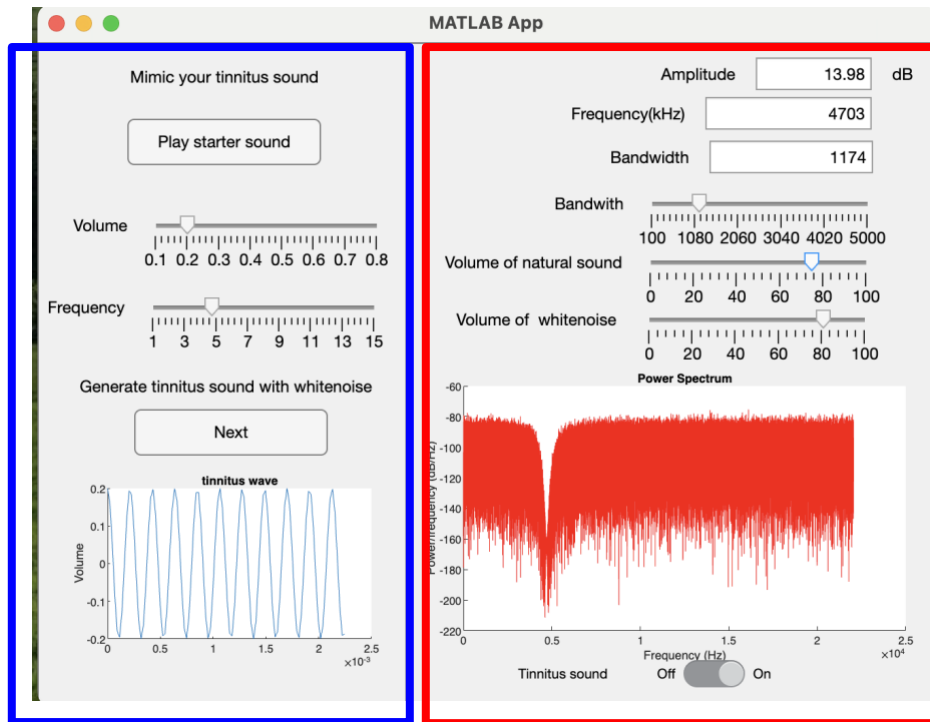 MATLAB App
Mimic your tinnitus sound
Play starter sound
Volume
0.1 0.2 0.3 0.4 0.5 0.6 0.7 0.8
Frequency
1 3 5 7 9 11 13 15
Generate tinnitus sound with whitenoise
Next
tinnitus wave
Volume
0.2
0.1
0
-0.1
-0.2
0 0.5 1 1.5 2 2.5
×10-3
Amplitude 13.98 dB
Frequency(kHz) 4703
Bandwidth 1174
Bandwith
100 1080 2060 3040 4020 5000
Volume of natural sound
0 20 40 60 80 100
Volume of whitenoise
0 20 40 60 80 100
Power Spectrum
Power/frequency (dB/Hz)
-60
-80
-100
-120
-140
-160
-180
-200
-220
0 0.5 1 1.5 2 2.5
Frequency (Hz)
×104
Tinnitus sound Off On